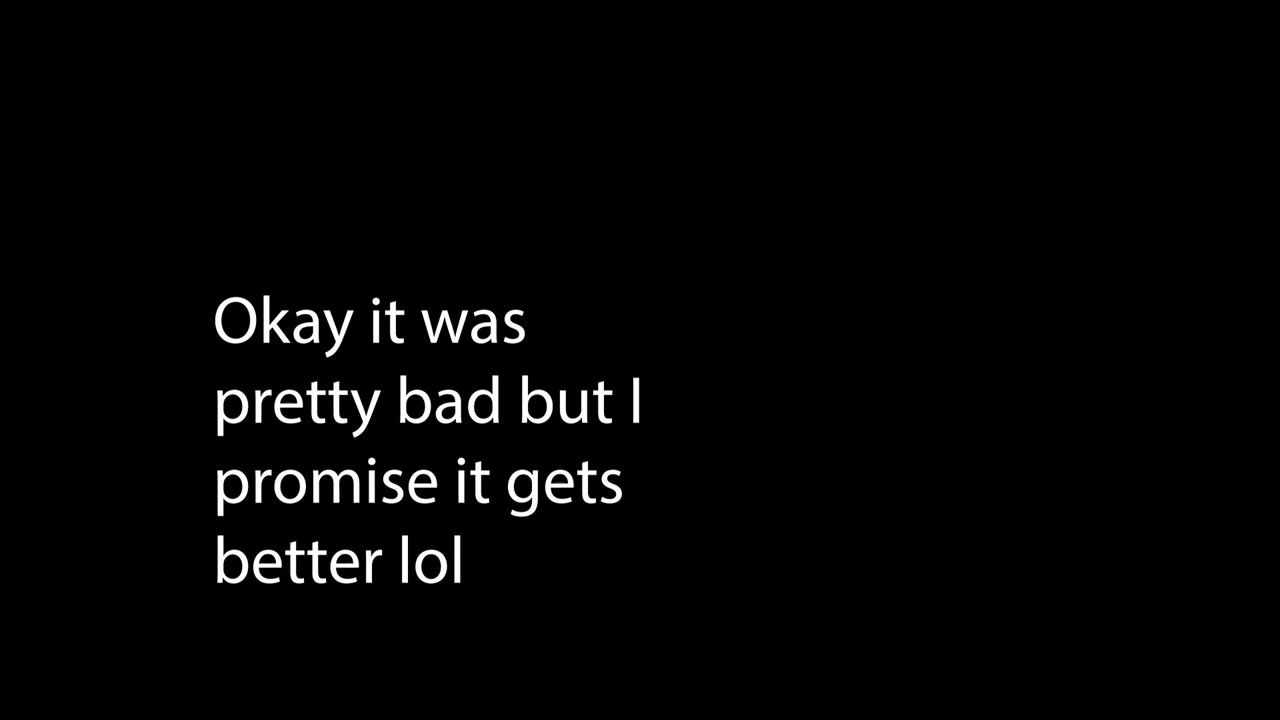 Okay it was
pretty bad but I
promise it gets
better lol